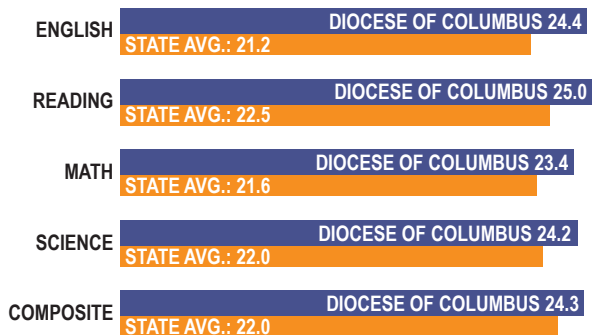 ENGLISH
DIOCESE OF COLUMBUS 24.4
STATE AVG.: 21.2
READING
DIOCESE OF COLUMBUS 25.0
STATE AVG.: 22.5
MATH
DIOCESE OF COLUMBUS 23.4
STATE AVG.: 21.6
SCIENCE
DIOCESE OF COLUMBUS 24.2
STATE AVG.: 22.0
COMPOSITE
DIOCESE OF COLUMBUS 24.3
STATE AVG.: 22.0